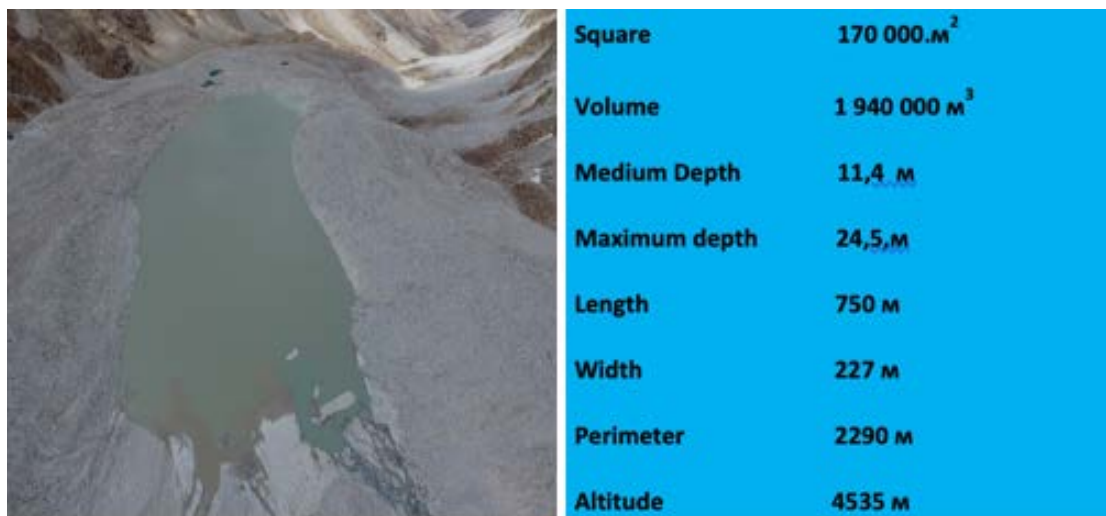 Square 170 000.м²
Volume 1 940 000 м³
Medium Depth 11,4 м
Maximum depth 24,5,м
Length 750 м
Width 227 м
Perimeter 2290 м
Altitude 4535 м